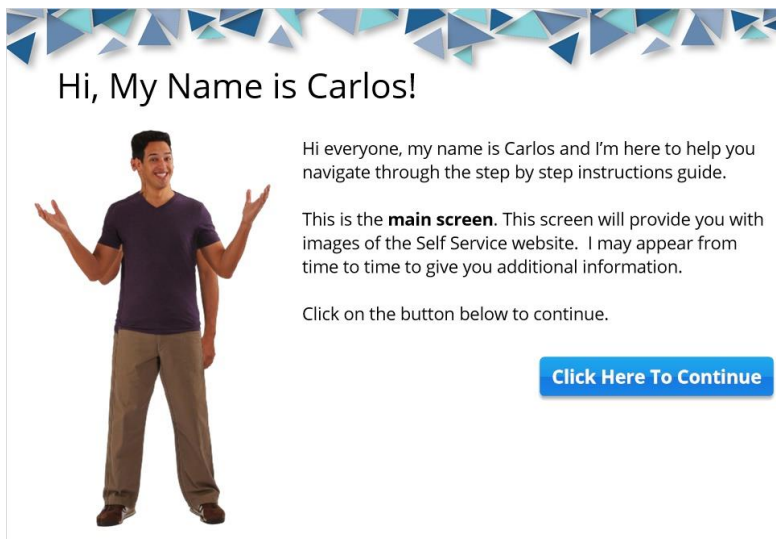 Hi, My Name is Carlos!
Hi everyone, my name is Carlos and I’m here to help you
navigate through the step by step instructions guide.
This is the main screen. This screen will provide you with
images of the Self Service website.  I may appear from
time to time to give you additional information.
Click on the button below to continue.
Click Here To Continue